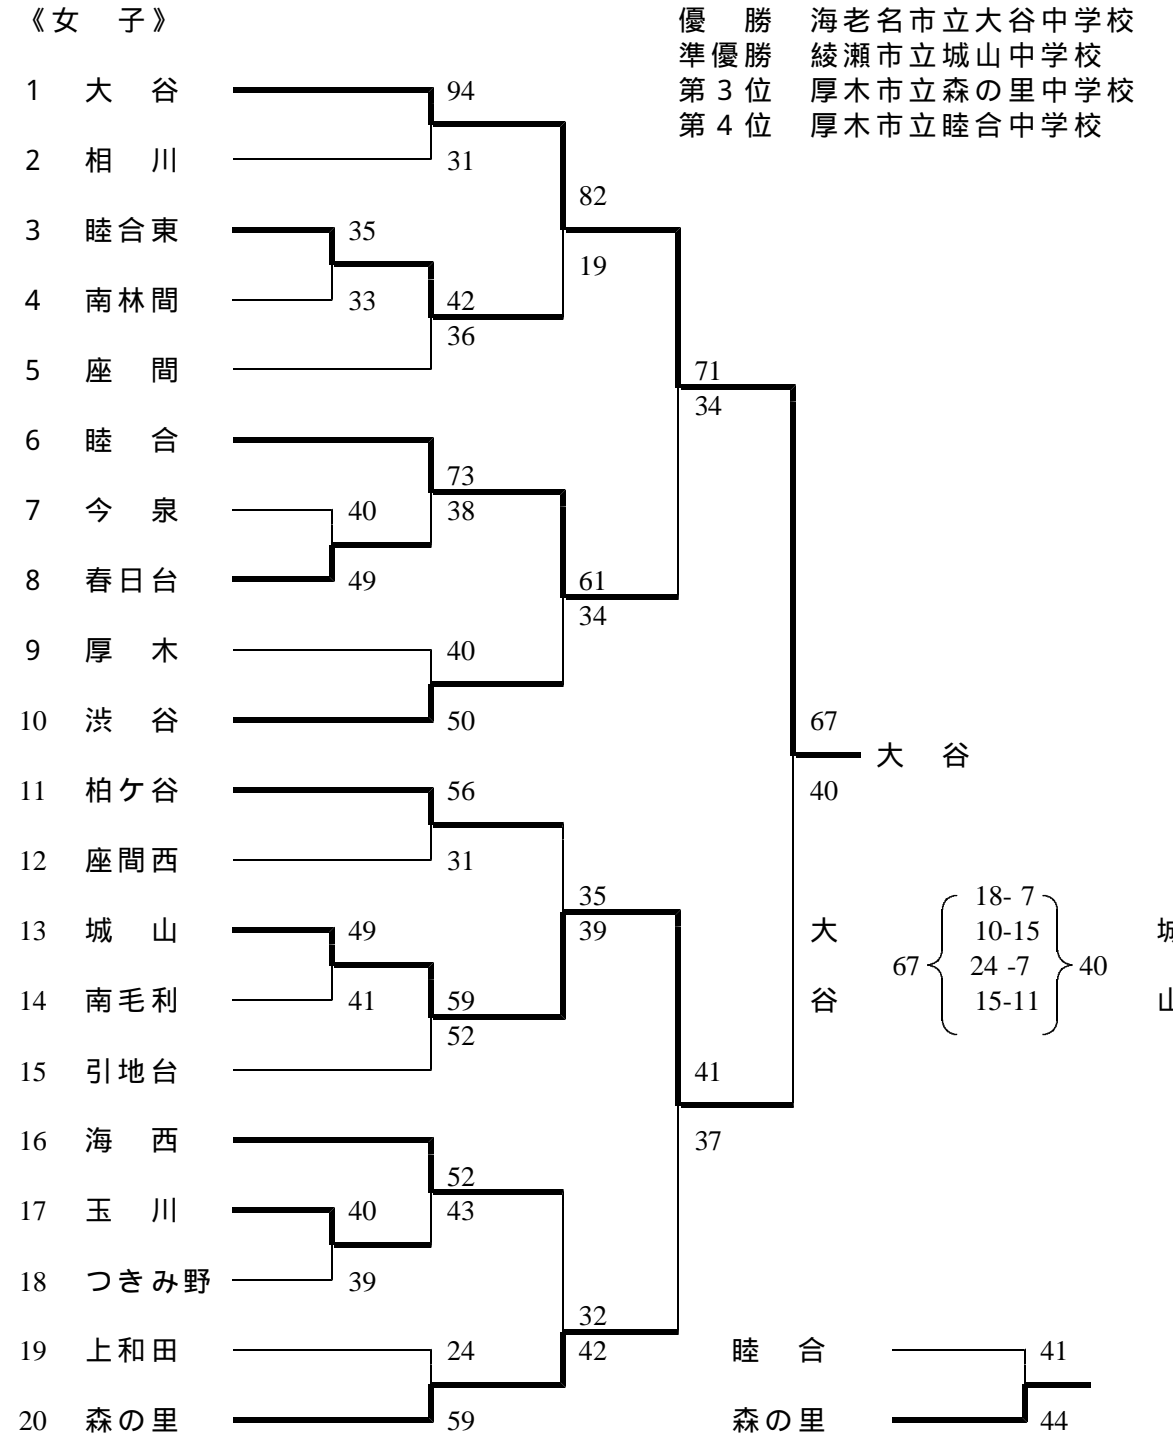 《女　子》
優　勝　海老名市立大谷中学校
準優勝　綾瀬市立城山中学校
第３位　厚木市立森の里中学校
第４位　厚木市立睦合中学校
1 大　谷 94
2 相　川 31
82
3 睦合東 35
19
4 南林間 33 42
36
5 座　間 71
34
6 睦　合
73
7 今　泉 40 38
8 春日台 49 61
34
9 厚　木 40
10 渋　谷 50 67
大　谷
11 柏ケ谷 56 40
12 座間西 31
35 18- 7
13 城　山 49 39 大 10-15 城
67 24 -7 40
14 南毛利 41 59 谷 15-11 山
52
15 引地台 41
16 海　西 37
52
17 玉　川 40 43
18 つきみ野 39
32
19 上和田 24 42 睦　合 41
20 森の里 59 森の里 44